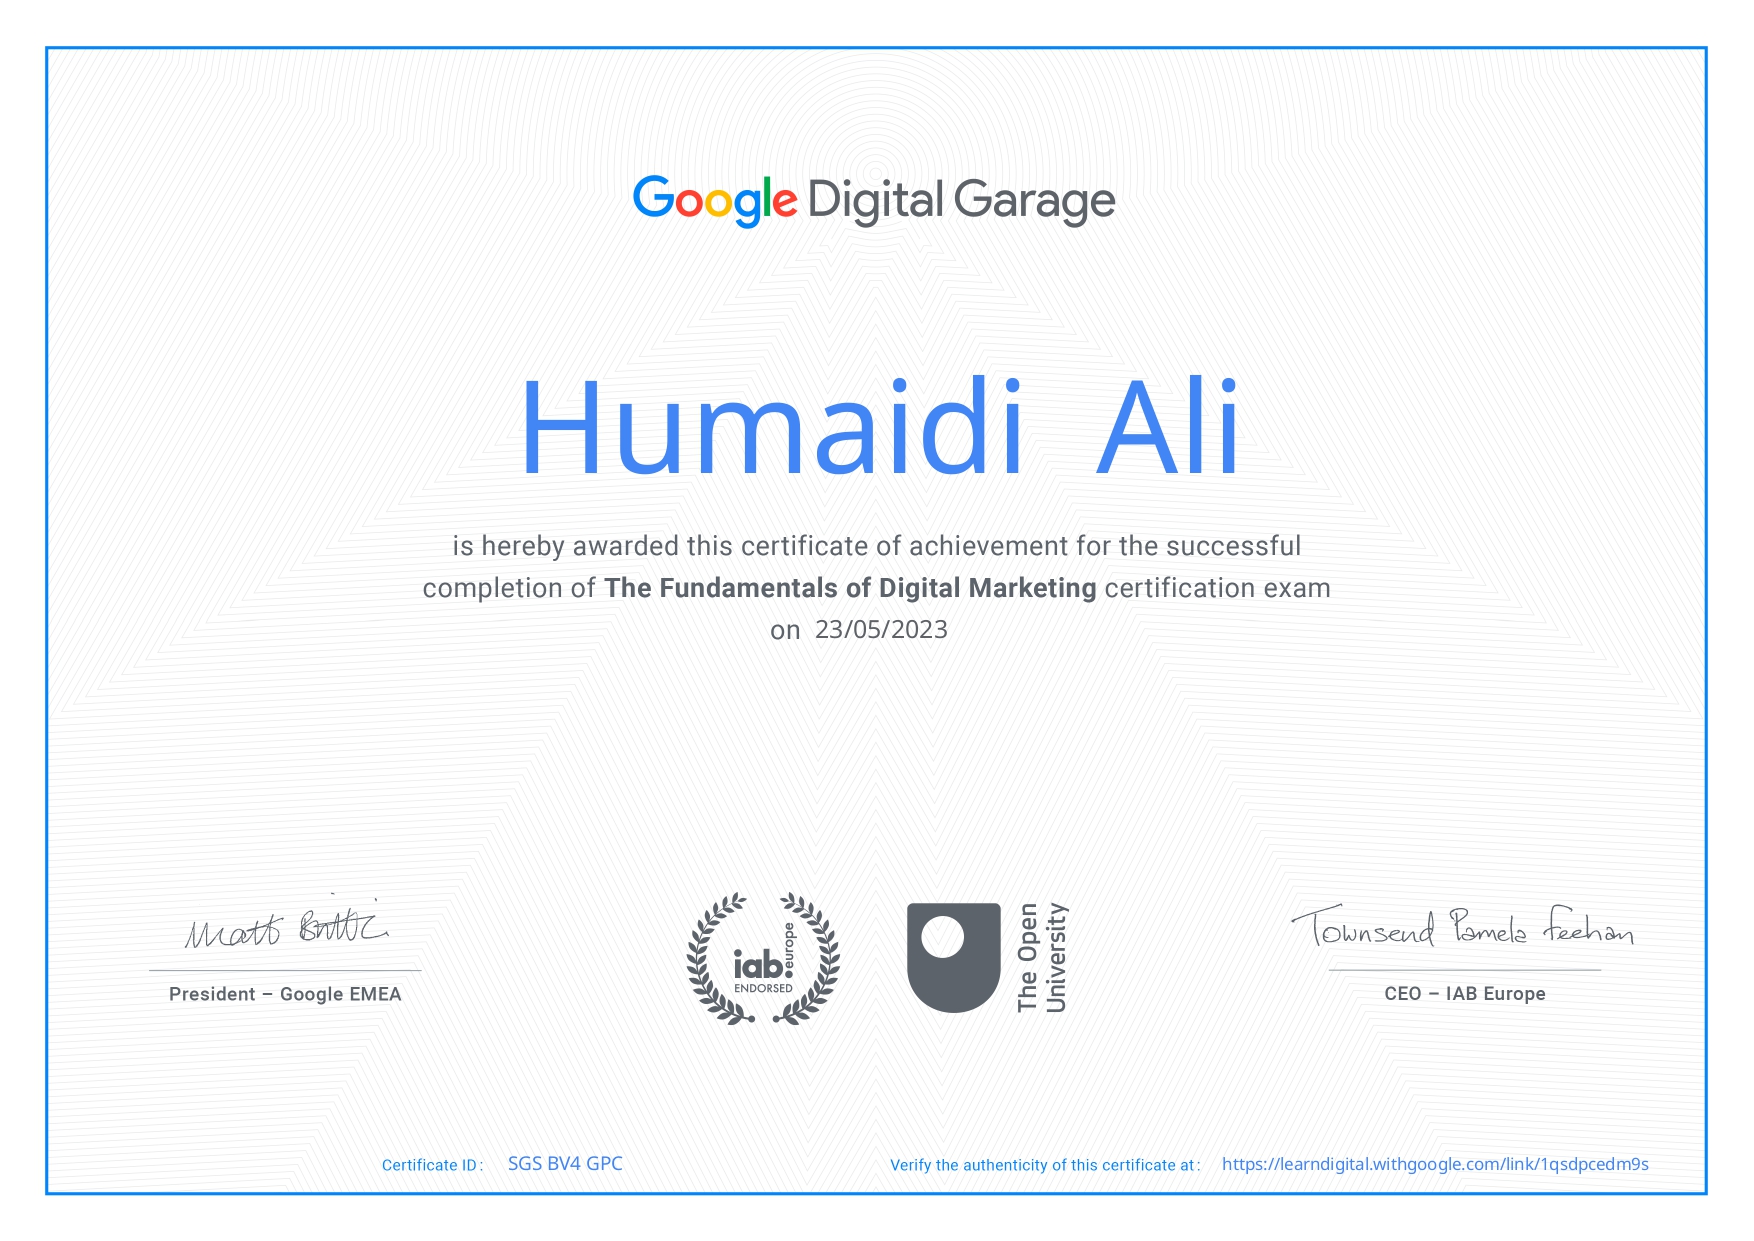 Google Digital Garage
Humaidi Ali
is hereby awarded this certificate of achievement for the successful
completion of The Fundamentals of Digital Marketing certification exam
on 23/05/2023
Matt Brittin
President – Google EMEA
iab.
europe
ENDORSED
The Open
University
Townsend Pamela Feehan
CEO – IAB Europe
Certificate ID: SGS BV4 GPC
Verify the authenticity of this certificate at: https://learndigital.withgoogle.com/link/1qsdpcedm9s